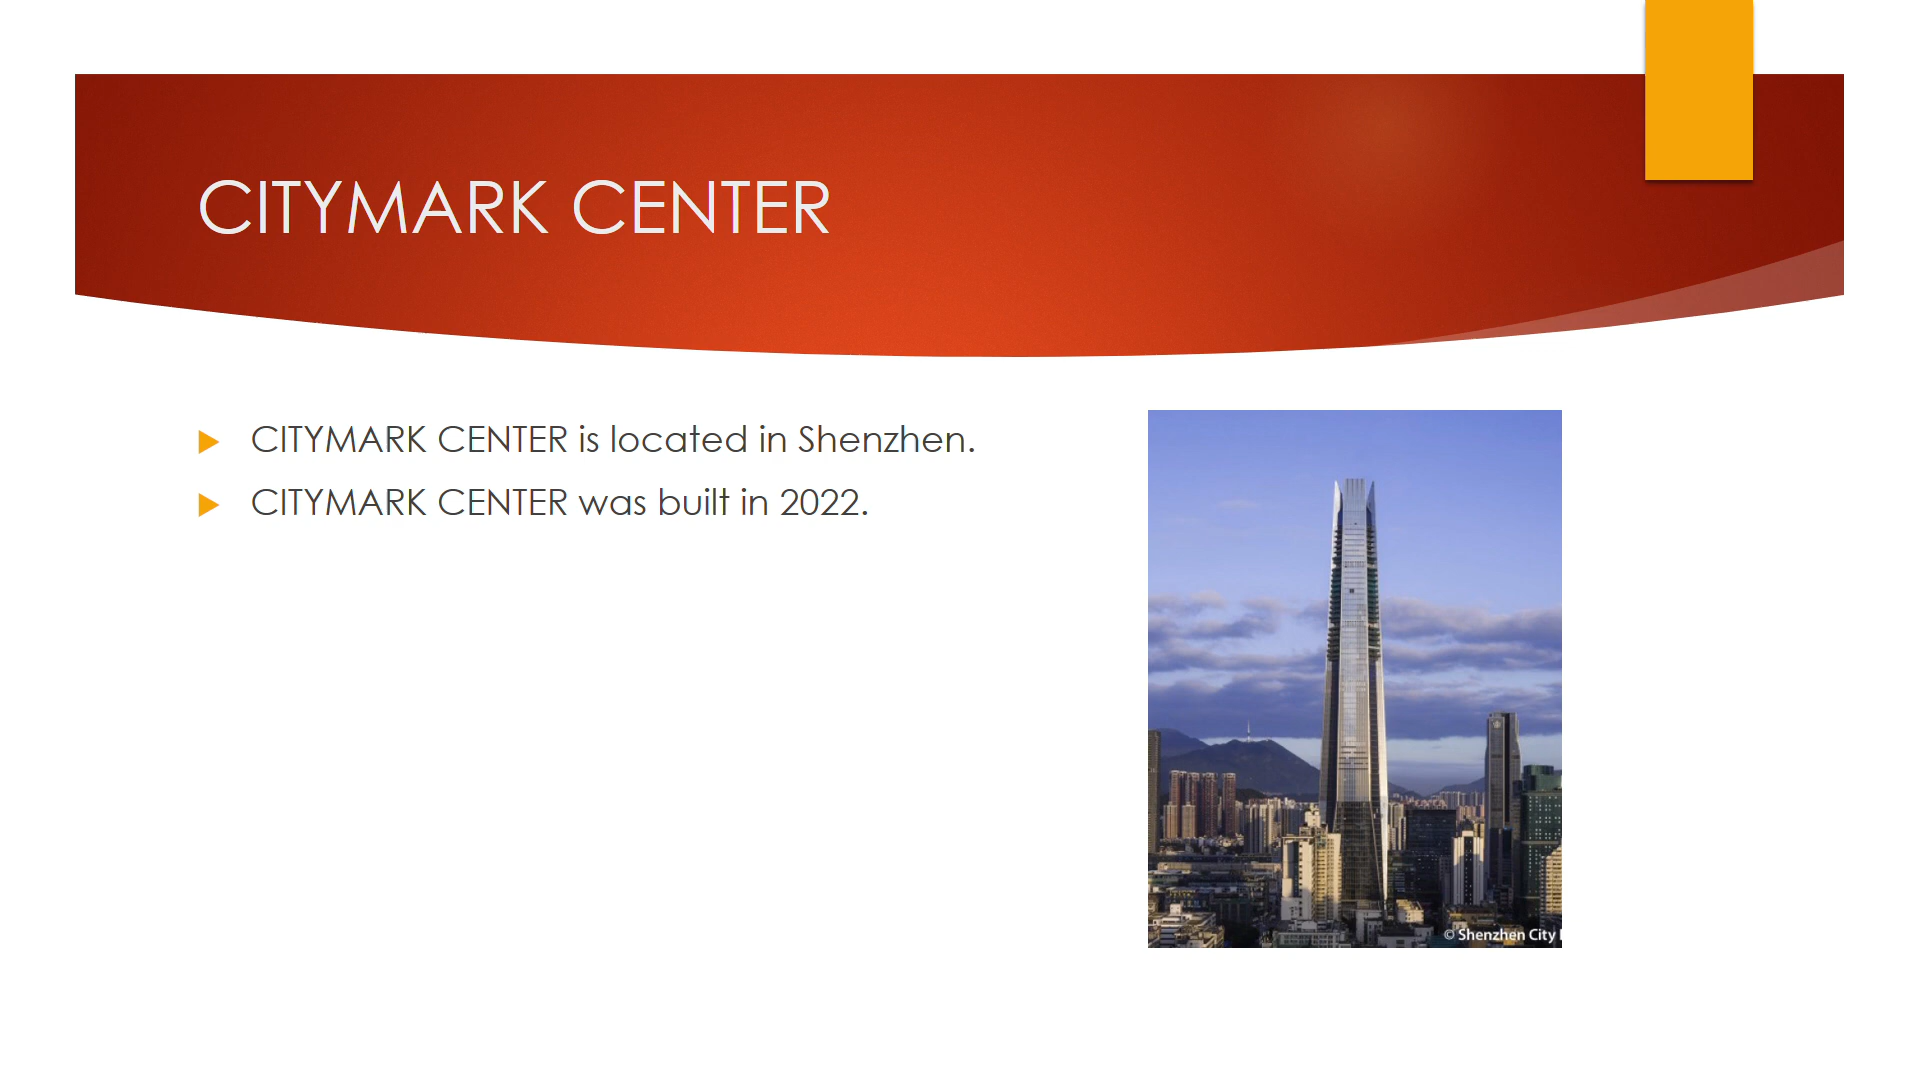 CITYMARK CENTER
CITYMARK CENTER is located in Shenzhen.
CITYMARK CENTER was built in 2022.
© Shenzhen City